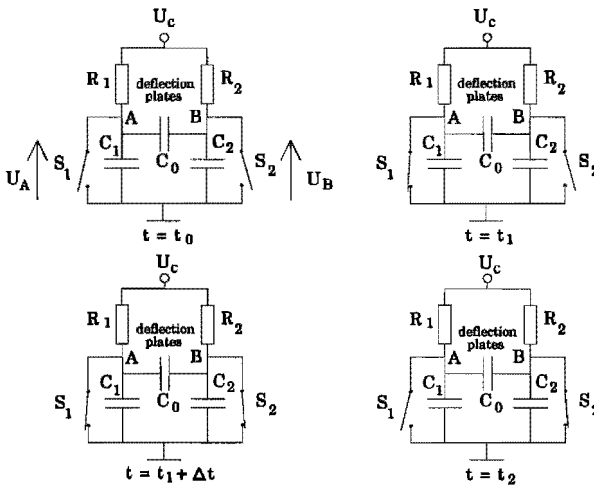 U_c
R_1
deflection
plates
R_2
A
B
S_1
C_1
C_0
C_2
S_2
U_A
U_B
t = t_0
U_c
R_1
deflection
plates
R_2
A
B
S_1
C_1
C_0
C_2
S_2
t = t_1
U_c
R_1
deflection
plates
R_2
A
B
S_1
C_1
C_0
C_2
S_2
t = t_1 + Δt
U_c
R_1
deflection
plates
R_2
A
B
S_1
C_1
C_0
C_2
S_2
t = t_2